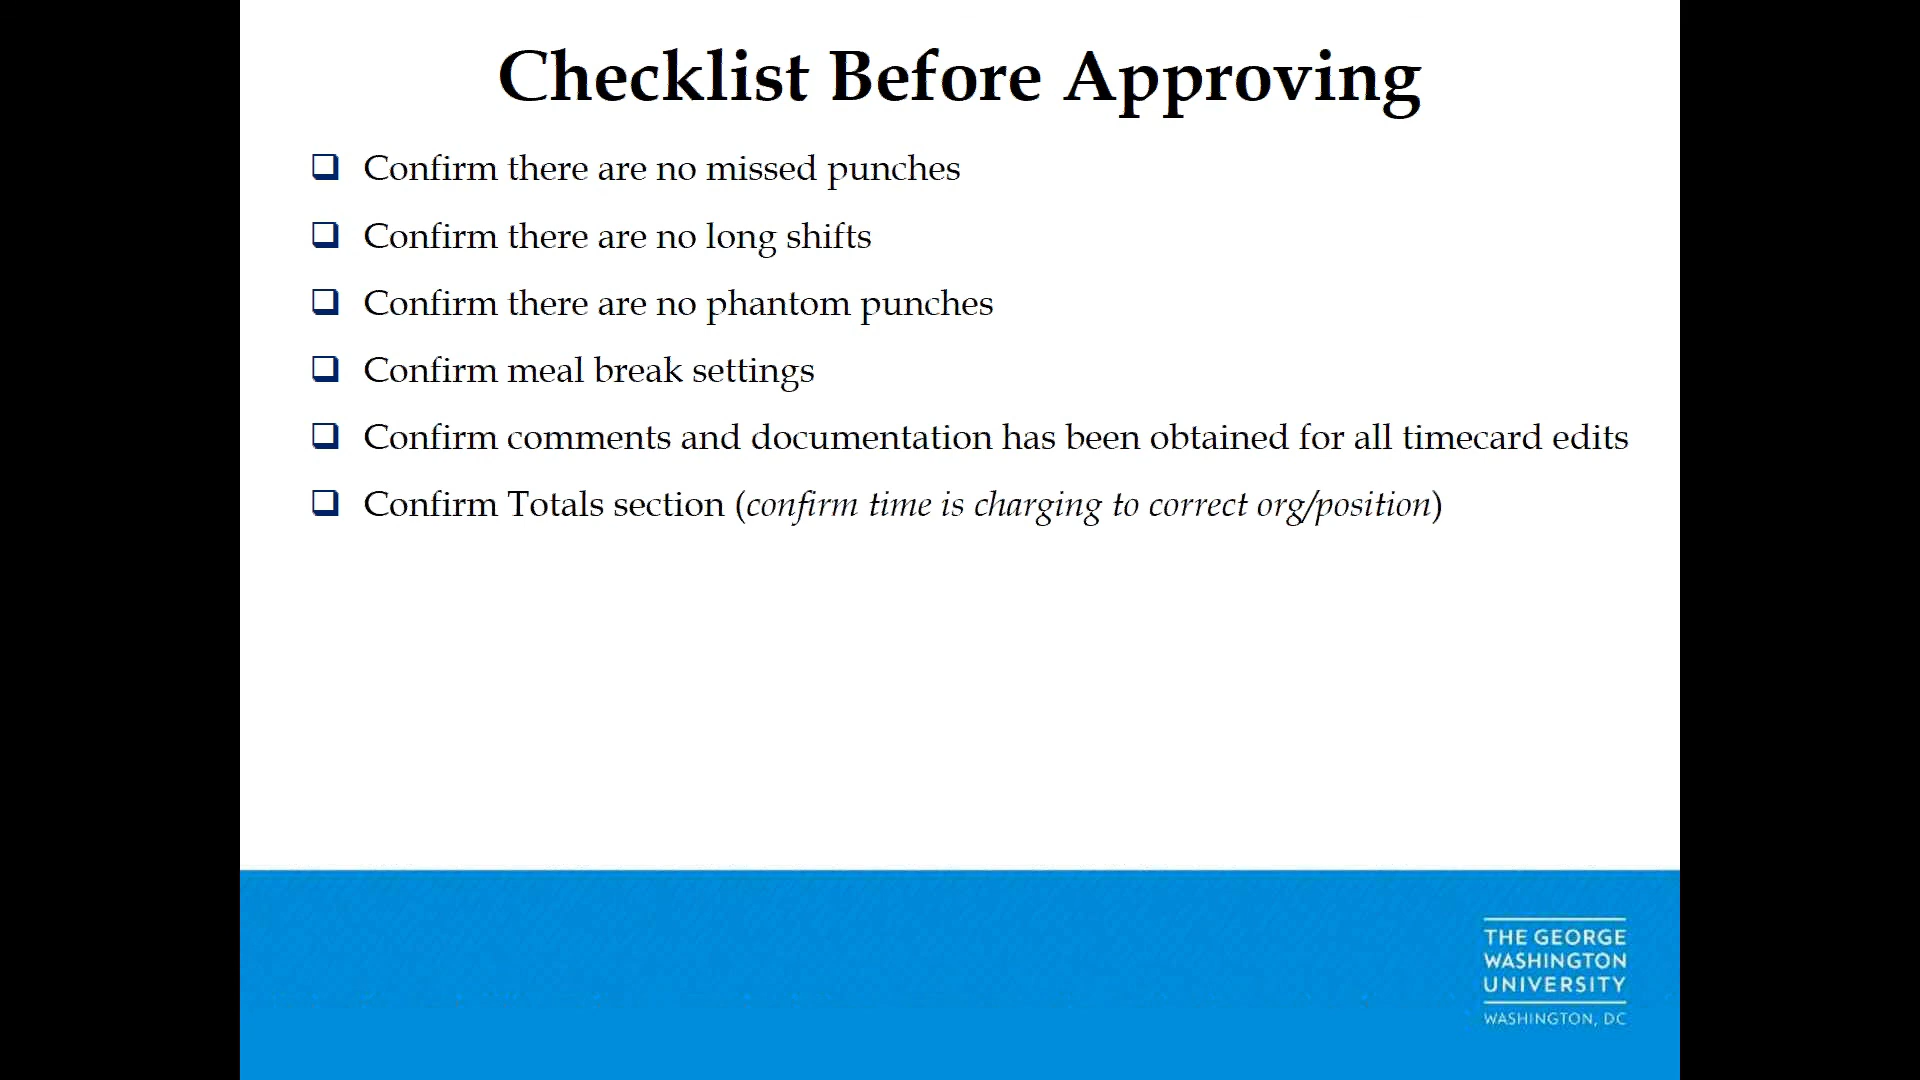 Checklist Before Approving
Confirm there are no missed punches
Confirm there are no long shifts
Confirm there are no phantom punches
Confirm meal break settings
Confirm comments and documentation has been obtained for all timecard edits
Confirm Totals section (confirm time is charging to correct org/position)
THE GEORGE
WASHINGTON
UNIVERSITY
WASHINGTON, DC